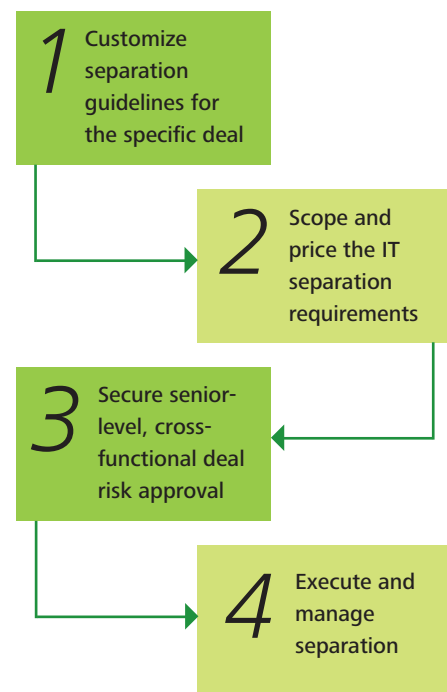 1
Customize
separation
guidelines for
the specific deal
2
Scope and
price the IT
separation
requirements
3
Secure senior-
level, cross-
functional deal
risk approval
4
Execute and
manage
separation